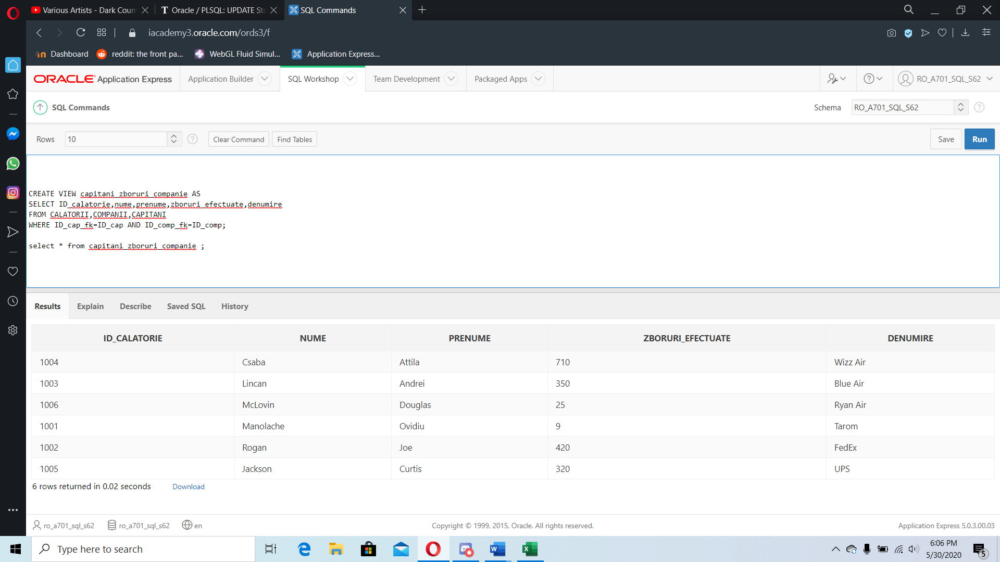 Various Artists - Dark Coun
Oracle / PLSQL: UPDATE Sta
SQL Commands
iacademy3.oracle.com/ords3/f
Dashboard
reddit: the front pa...
WebGL Fluid Simul...
Application Express...
ORACLE Application Express
Application Builder
SQL Workshop
Team Development
Packaged Apps
RO_A701_SQL_S62
SQL Commands
Schema
RO_A701_SQL_S62
Rows
10
Clear Command
Find Tables
Save
Run
CREATE VIEW capitani_zboruri_companie AS
SELECT ID_calatorie,nume,prenume,zboruri_efectuate,denumire
FROM CALATORII,COMPANII,CAPITANI
WHERE ID_cap_fk=ID_cap AND ID_comp_fk=ID_comp;
select * from capitani_zboruri_companie ;
Results Explain Describe Saved SQL History
ID_CALATORIE NUME PRENUME ZBORURI_EFECTUATE DENUMIRE
1004 Csaba Attila 710 Wizz Air
1003 Lincan Andrei 350 Blue Air
1006 McLovin Douglas 25 Ryan Air
1001 Manolache Ovidiu 9 Tarom
1002 Rogan Joe 420 FedEx
1005 Jackson Curtis 320 UPS
6 rows returned in 0.02 seconds
Download
ro_a701_sql_s62
ro_a701_sql_s62
en
Copyright © 1999, 2015, Oracle. All rights reserved.
Application Express 5.0.3.00.03
Type here to search
6:06 PM
5/30/2020
5